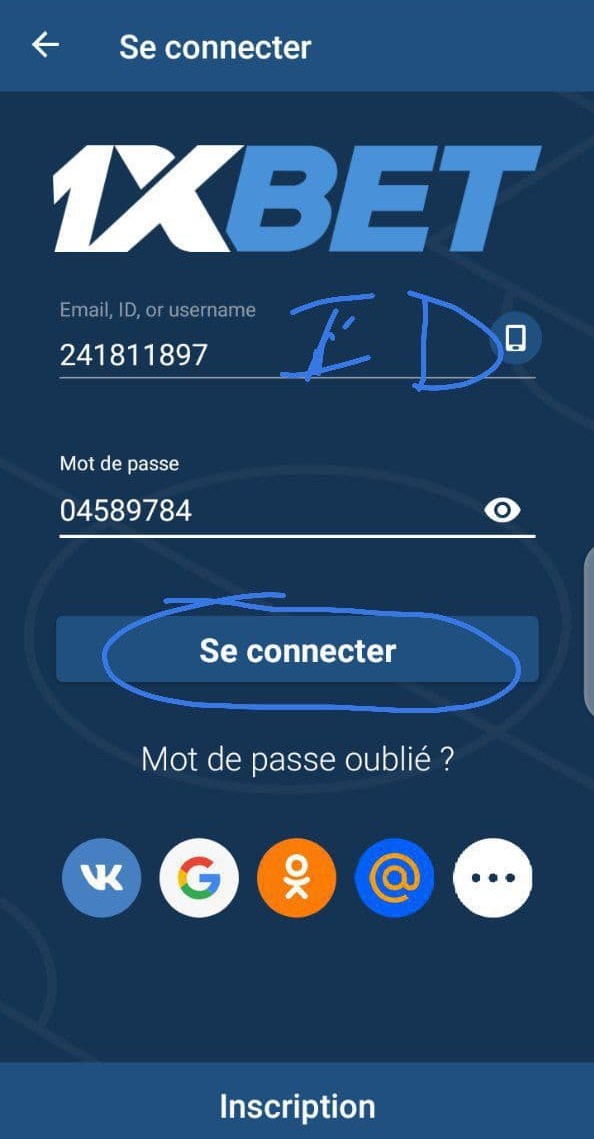 Se connecter
1XBET
Email, ID, or username
241811897
ID
Mot de passe
04589784
Se connecter
Mot de passe oublié ?
Inscription